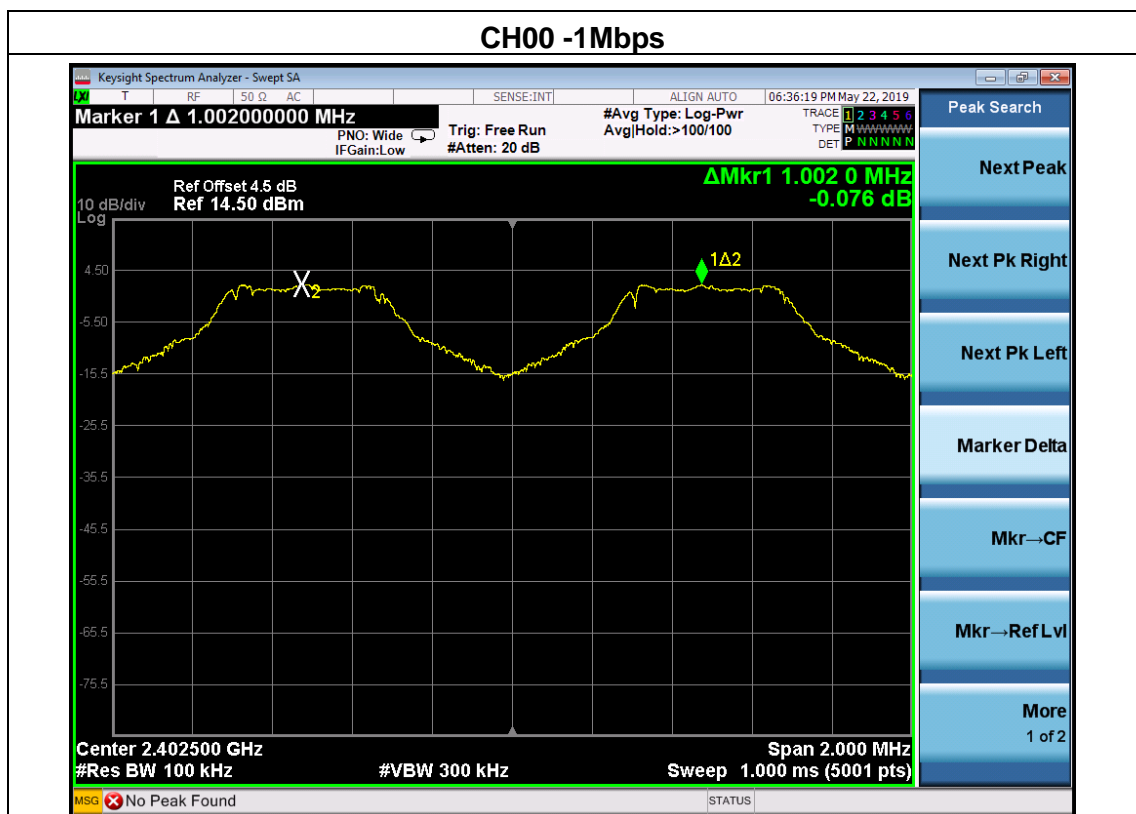 CH00 -1Mbps
Keysight Spectrum Analyzer - Swept SA
LXI T RF 50 Ω AC SENSE:INT ALIGN AUTO 06:36:19 PM May 22, 2019
Marker 1 Δ 1.002000000 MHz
PNO: Wide
IFGain:Low
Trig: Free Run
#Atten: 20 dB
#Avg Type: Log-Pwr
Avg|Hold:>100/100
TRACE 1 2 3 4 5 6
TYPE M WWWWW
DET P N N N N N
Ref Offset 4.5 dB
10 dB/div Ref 14.50 dBm
Log
ΔMkr1 1.002 0 MHz
-0.076 dB
1Δ2
X2
4.50
-5.50
-15.5
-25.5
-35.5
-45.5
-55.5
-65.5
-75.5
Center 2.402500 GHz Span 2.000 MHz
#Res BW 100 kHz #VBW 300 kHz Sweep 1.000 ms (5001 pts)
MSG No Peak Found STATUS
Peak Search
Next Peak
Next Pk Right
Next Pk Left
Marker Delta
Mkr→CF
Mkr→Ref Lvl
More
1 of 2